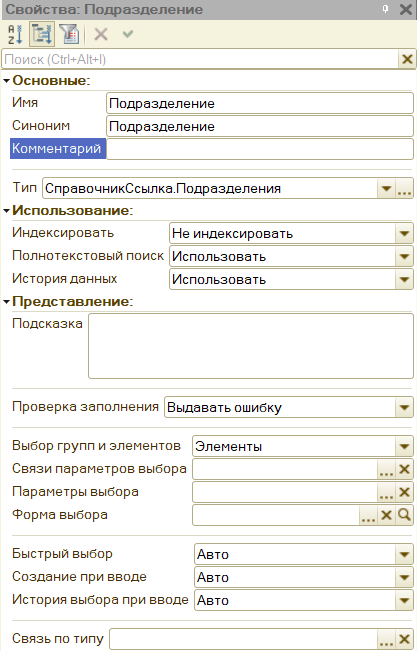 Свойства: Подразделение
Поиск (Ctrl+Alt+I)
Основные:
Имя Подразделение
Синоним Подразделение
Комментарий
Тип СправочникСсылка.Подразделения ...
Использование:
Индексировать Не индексировать
Полнотекстовый поиск Использовать
История данных Использовать
Представление:
Подсказка
Проверка заполнения Выдавать ошибку
Выбор групп и элементов Элементы
Связи параметров выбора ...
Параметры выбора ...
Форма выбора ...
Быстрый выбор Авто
Создание при вводе Авто
История выбора при вводе Авто
Связь по типу ...